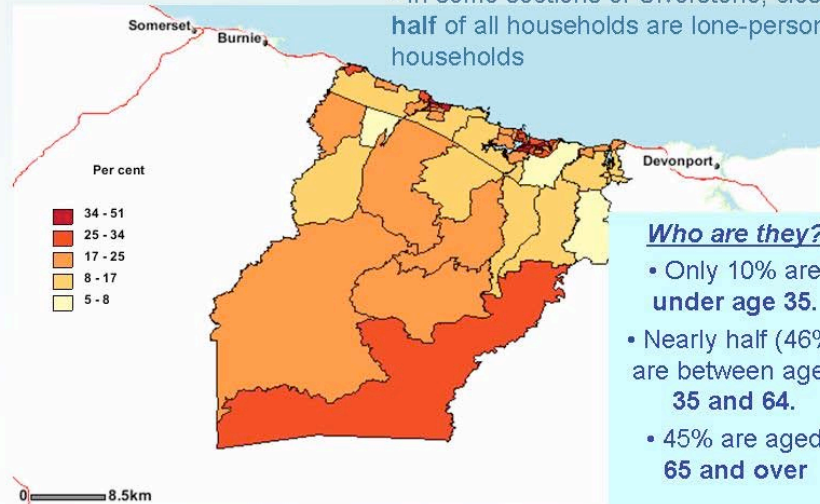 half of all households are lone-person
households
Somerset
Burnie
Devonport
Per cent
34 - 51
25 - 34
17 - 25
8 - 17
5 - 8
Who are they?
• Only 10% are
under age 35.
• Nearly half (46%
are between age
35 and 64.
• 45% are aged
65 and over
0 8.5km